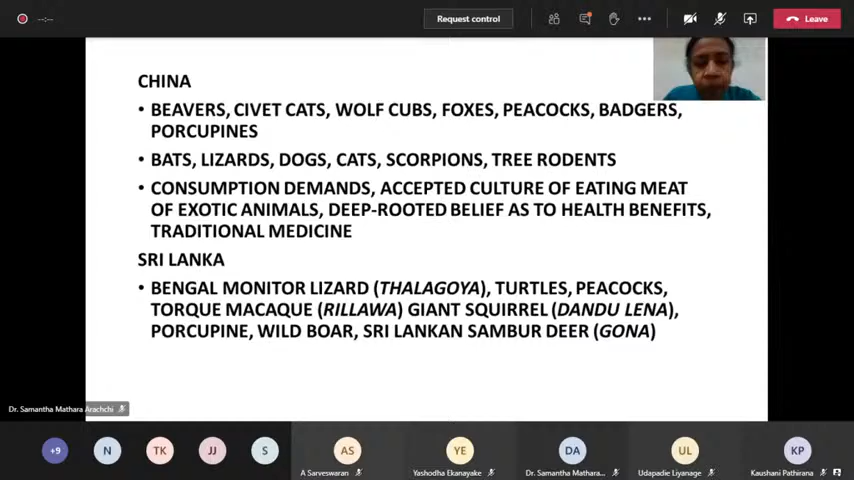 --:--
Request control
Leave
CHINA
• BEAVERS, CIVET CATS, WOLF CUBS, FOXES, PEACOCKS, BADGERS,
PORCUPINES
• BATS, LIZARDS, DOGS, CATS, SCORPIONS, TREE RODENTS
• CONSUMPTION DEMANDS, ACCEPTED CULTURE OF EATING MEAT
OF EXOTIC ANIMALS, DEEP-ROOTED BELIEF AS TO HEALTH BENEFITS,
TRADITIONAL MEDICINE
SRI LANKA
• BENGAL MONITOR LIZARD (THALAGOYA), TURTLES, PEACOCKS,
TORQUE MACAQUE (RILLAWA) GIANT SQUIRREL (DANDU LENA),
PORCUPINE, WILD BOAR, SRI LANKAN SAMBUR DEER (GONA)
Dr. Samantha Mathara Arachchi
+9 N TK JJ S AS YE DA UL KP
A Sarveswaran Yashodha Ekanayake Dr. Samantha Mathara... Udapadie Liyanage Kaushani Pathirana